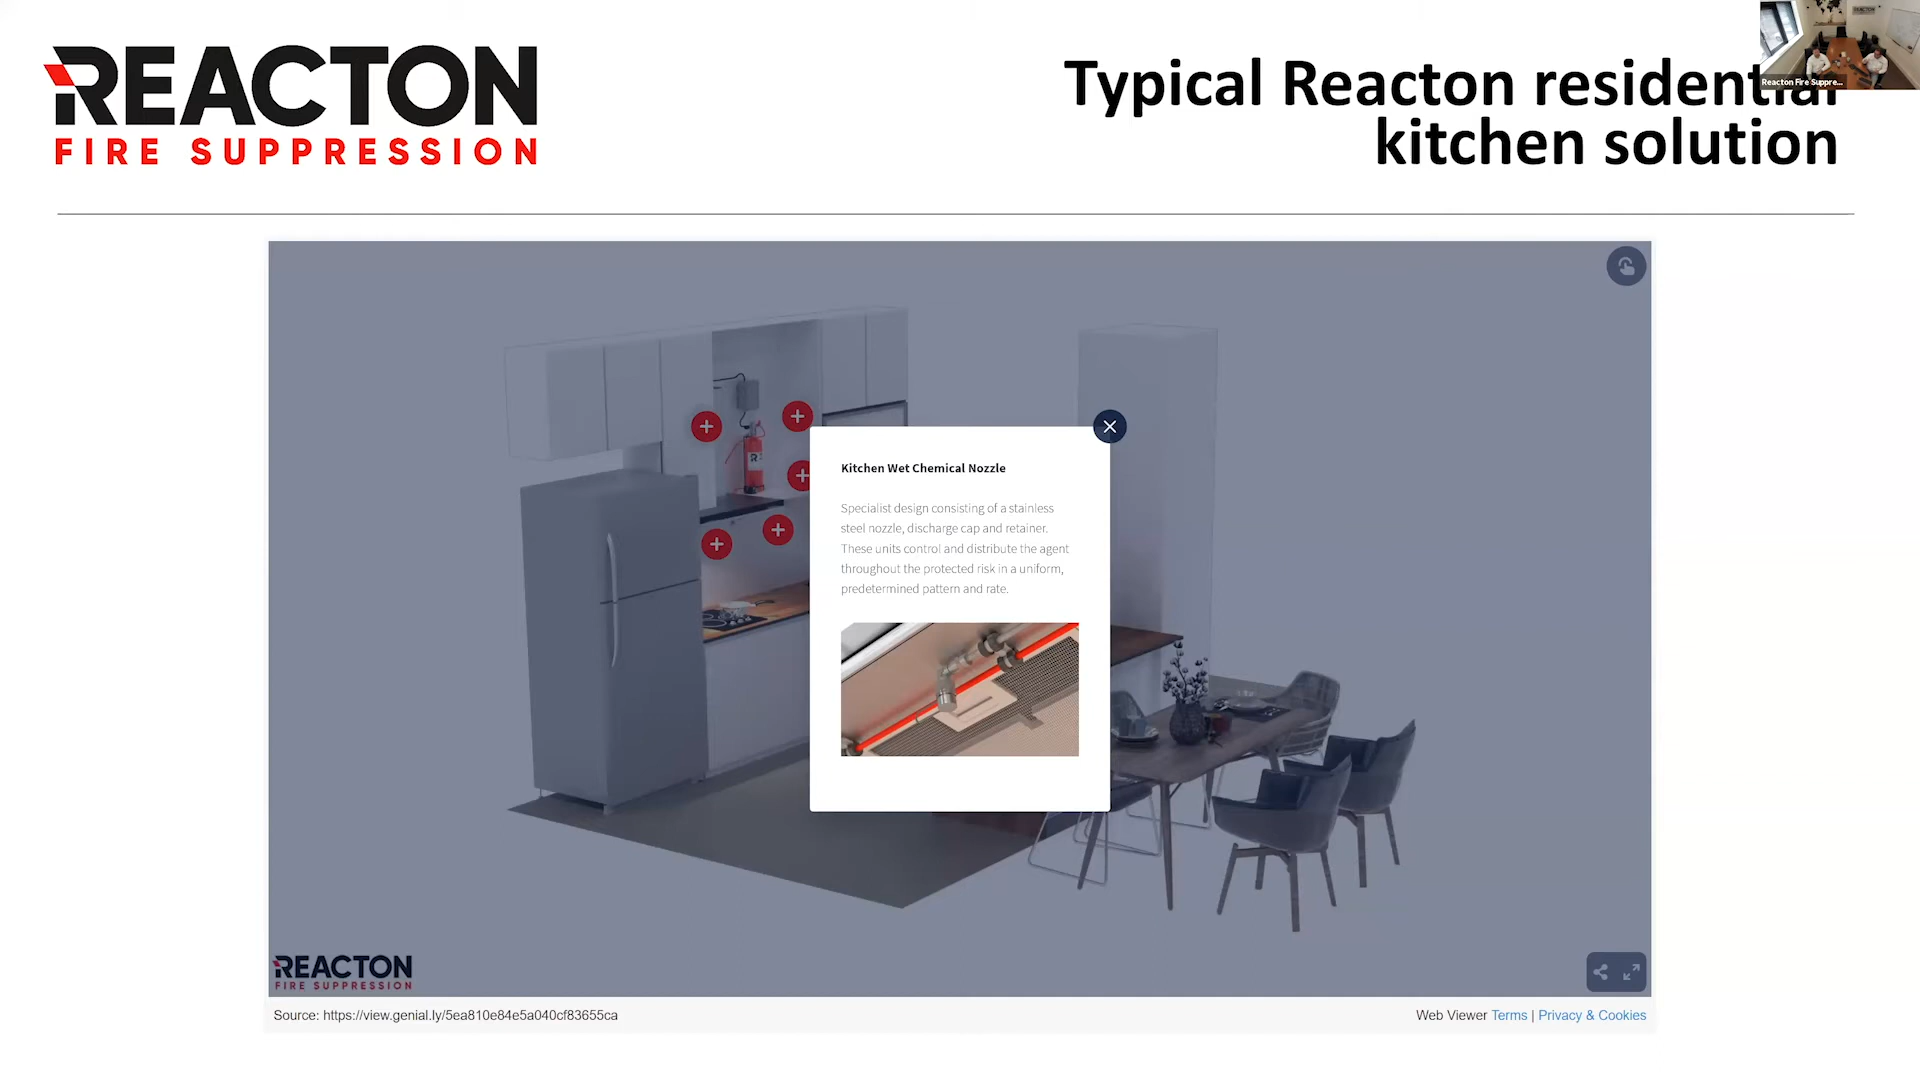 REACTON
FIRE SUPPRESSION
Typical Reacton residential
kitchen solution
Reacton Fire Suppre...
Kitchen Wet Chemical Nozzle
Specialist design consisting of a stainless
steel nozzle, discharge cap and retainer.
These units control and distribute the agent
throughout the protected risk in a uniform,
predetermined pattern and rate.
R
REACTON
FIRE SUPPRESSION
Source: https://view.genial.ly/5ea810e84e5a040cf83655ca
Web Viewer Terms | Privacy & Cookies